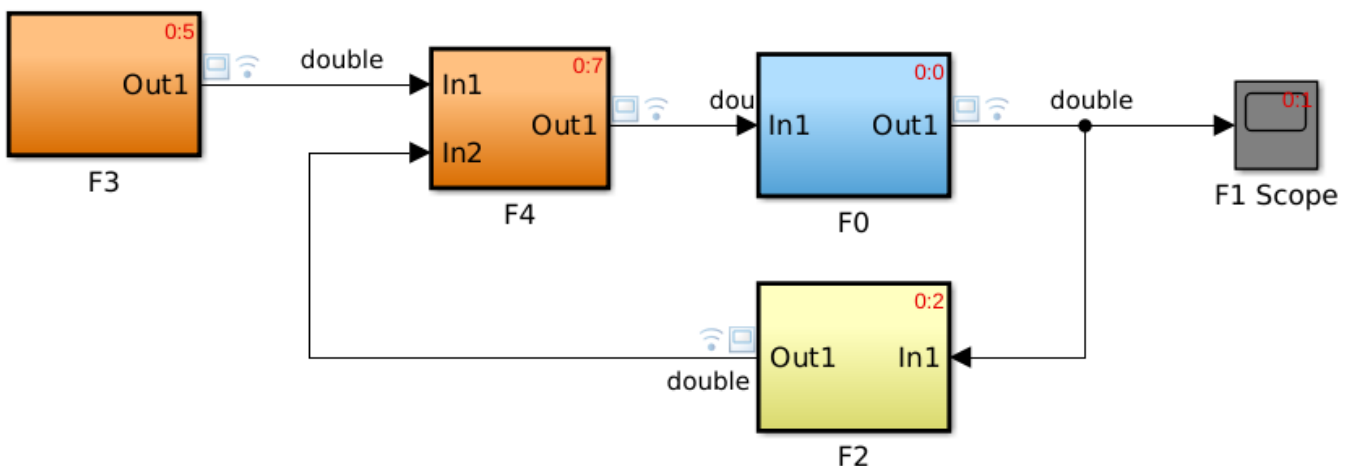 0:5
Out1
F3
double
0:7
In1
Out1
In2
F4
dou
0:0
In1
Out1
F0
double
0:1
F1 Scope
0:2
Out1
In1
double
F2